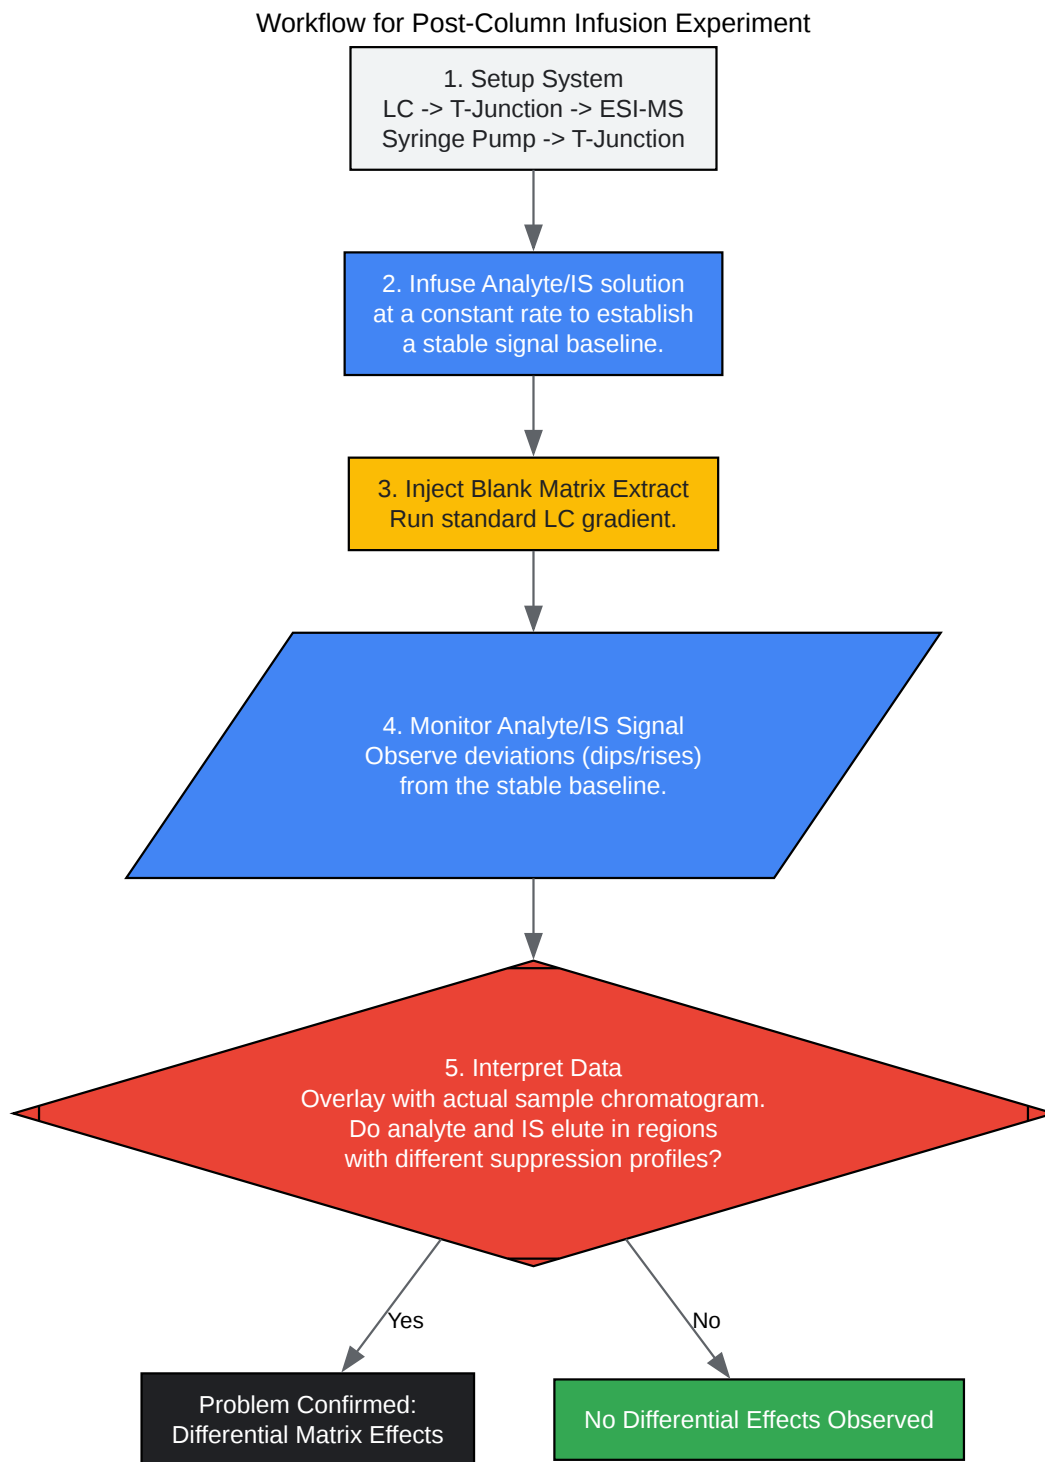 Workflow for Post-Column Infusion Experiment
1. Setup System
LC -> T-Junction -> ESI-MS
Syringe Pump -> T-Junction
2. Infuse Analyte/IS solution
at a constant rate to establish
a stable signal baseline.
3. Inject Blank Matrix Extract
Run standard LC gradient.
4. Monitor Analyte/IS Signal
Observe deviations (dips/rises)
from the stable baseline.
5. Interpret Data
Overlay with actual sample chromatogram.
Do analyte and IS elute in regions
with different suppression profiles?
Yes
No
Problem Confirmed:
Differential Matrix Effects
No Differential Effects Observed